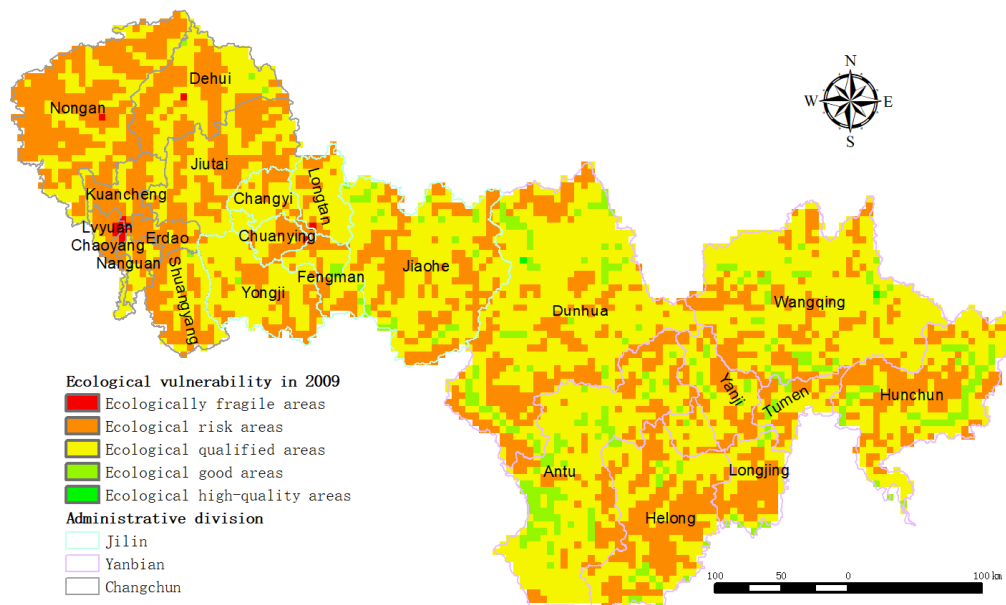 Dehui
Nongan
N
W
E
S
Jiutai
Longtan
Kuancheng
Changyi
Lvyuan
Chuanying
Chaoyang
Erdao
Nanguan
Shuangyang
Fengman
Jiaohe
Yongji
Dunhua
Wangqing
Yanji
Tumen
Hunchun
Antu
Longjing
Helong
Ecological vulnerability in 2009
Ecologically fragile areas
Ecological risk areas
Ecological qualified areas
Ecological good areas
Ecological high-quality areas
Administrative division
Jilin
Yanbian
Changchun
100 50 0 100 km